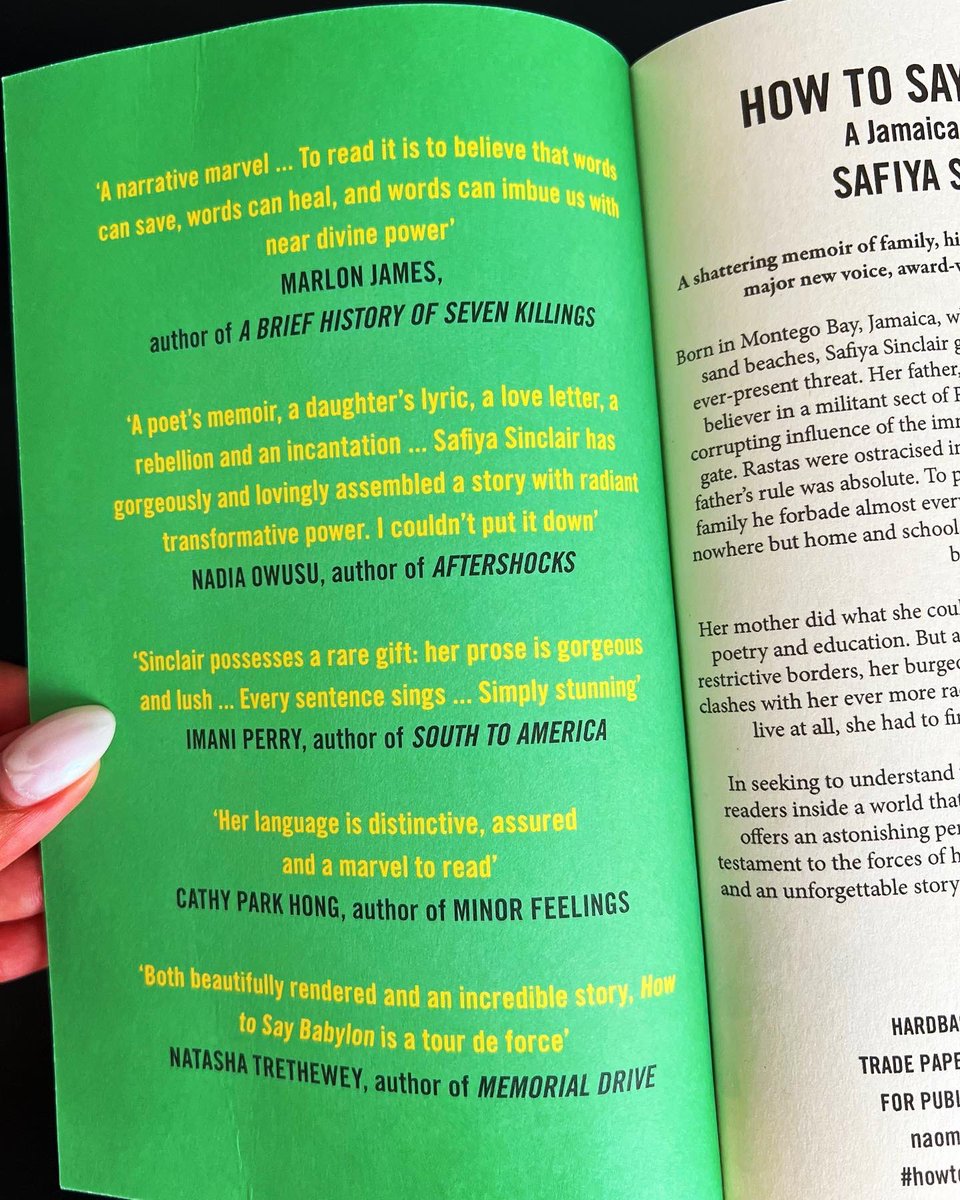 ‘A narrative marvel ... To read it is to believe that words
can save, words can heal, and words can imbue us with
near divine power’
MARLON JAMES,
author of A BRIEF HISTORY OF SEVEN KILLINGS
‘A poet’s memoir, a daughter’s lyric, a love letter, a
rebellion and an incantation ... Safiya Sinclair has
gorgeously and lovingly assembled a story with radiant
transformative power. I couldn’t put it down’
NADIA OWUSU, author of AFTERSHOCKS
‘Sinclair possesses a rare gift: her prose is gorgeous
and lush ... Every sentence sings ... Simply stunning’
IMANI PERRY, author of SOUTH TO AMERICA
‘Her language is distinctive, assured
and a marvel to read’
CATHY PARK HONG, author of MINOR FEELINGS
‘Both beautifully rendered and an incredible story, How
to Say Babylon is a tour de force’
NATASHA TRETHEWEY, author of MEMORIAL DRIVE
HOW TO SAY
A Jamaica
SAFIYA S
A shattering memoir of family, hi
major new voice, award-w
Born in Montego Bay, Jamaica, w
sand beaches, Safiya Sinclair g
ever-present threat. Her father,
believer in a militant sect of R
corrupting influence of the imm
gate. Rastas were ostracised in
father’s rule was absolute. To p
family he forbade almost every
nowhere but home and school
b
Her mother did what she coul
poetry and education. But a
restrictive borders, her burgeo
clashes with her ever more ra
live at all, she had to fin
In seeking to understand
readers inside a world that
offers an astonishing per
testament to the forces of h
and an unforgettable story
HARDBA
TRADE PAPE
FOR PUBL
naom
#howto